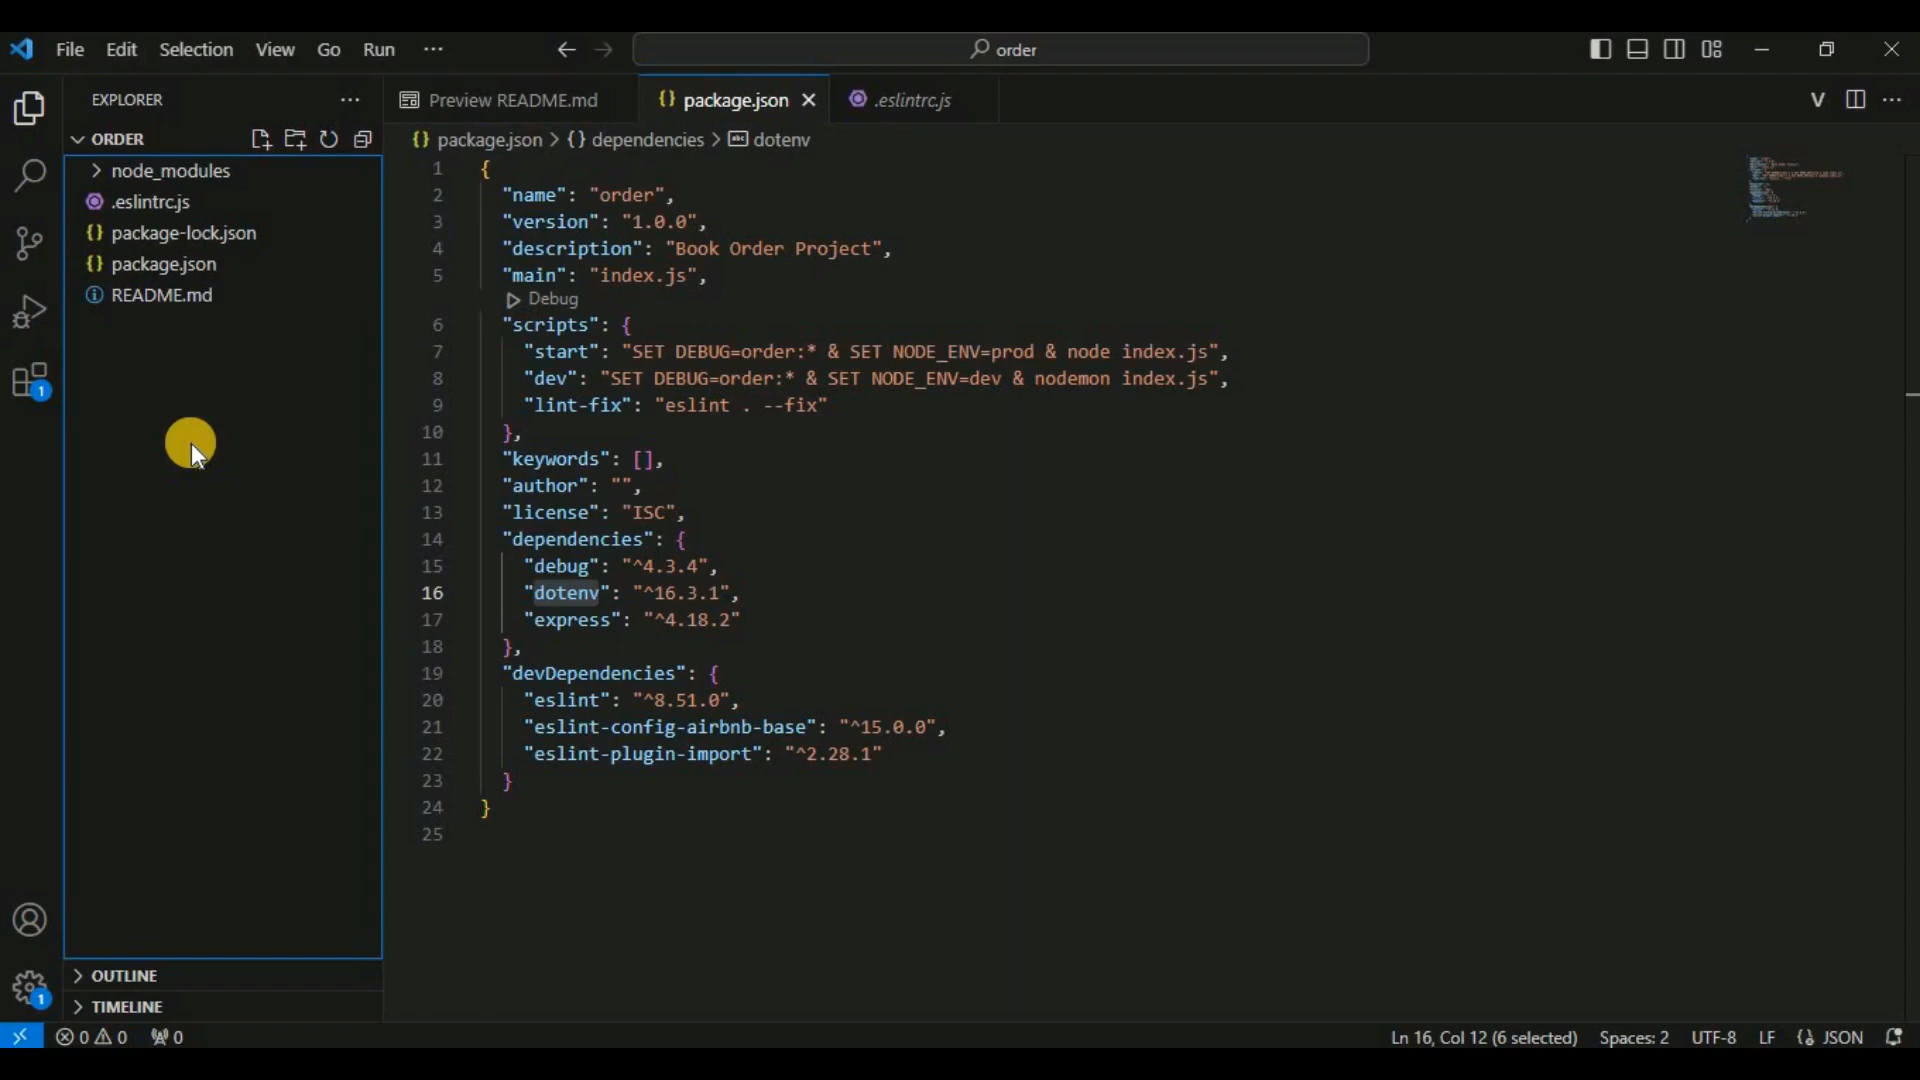 File Edit Selection View Go Run ···
order
EXPLORER ···
ORDER
node_modules
.eslintrc.js
package-lock.json
package.json
README.md
OUTLINE
TIMELINE
Preview README.md
{} package.json
.eslintrc.js
V ···
{} package.json > {} dependencies > abc dotenv
1 {
2 "name": "order",
3 "version": "1.0.0",
4 "description": "Book Order Project",
5 "main": "index.js",
Debug
6 "scripts": {
7 "start": "SET DEBUG=order:* & SET NODE_ENV=prod & node index.js",
8 "dev": "SET DEBUG=order:* & SET NODE_ENV=dev & nodemon index.js",
9 "lint-fix": "eslint . --fix"
10 },
11 "keywords": [],
12 "author": "",
13 "license": "ISC",
14 "dependencies": {
15 "debug": "^4.3.4",
16 "dotenv": "^16.3.1",
17 "express": "^4.18.2"
18 },
19 "devDependencies": {
20 "eslint": "^8.51.0",
21 "eslint-config-airbnb-base": "^15.0.0",
22 "eslint-plugin-import": "^2.28.1"
23 }
24 }
25
1
1
0 0 0
Ln 16, Col 12 (6 selected) Spaces: 2 UTF-8 LF {} JSON